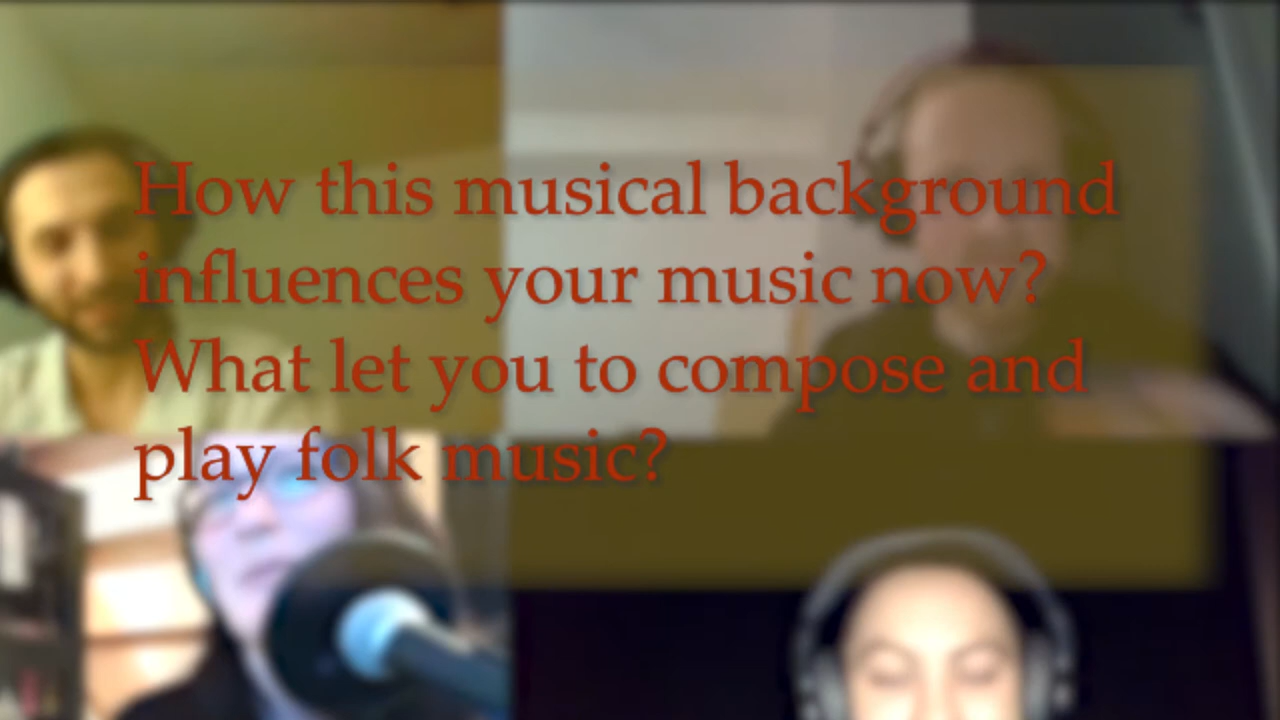 How this musical background
influences your music now?
What let you to compose and
play folk music?